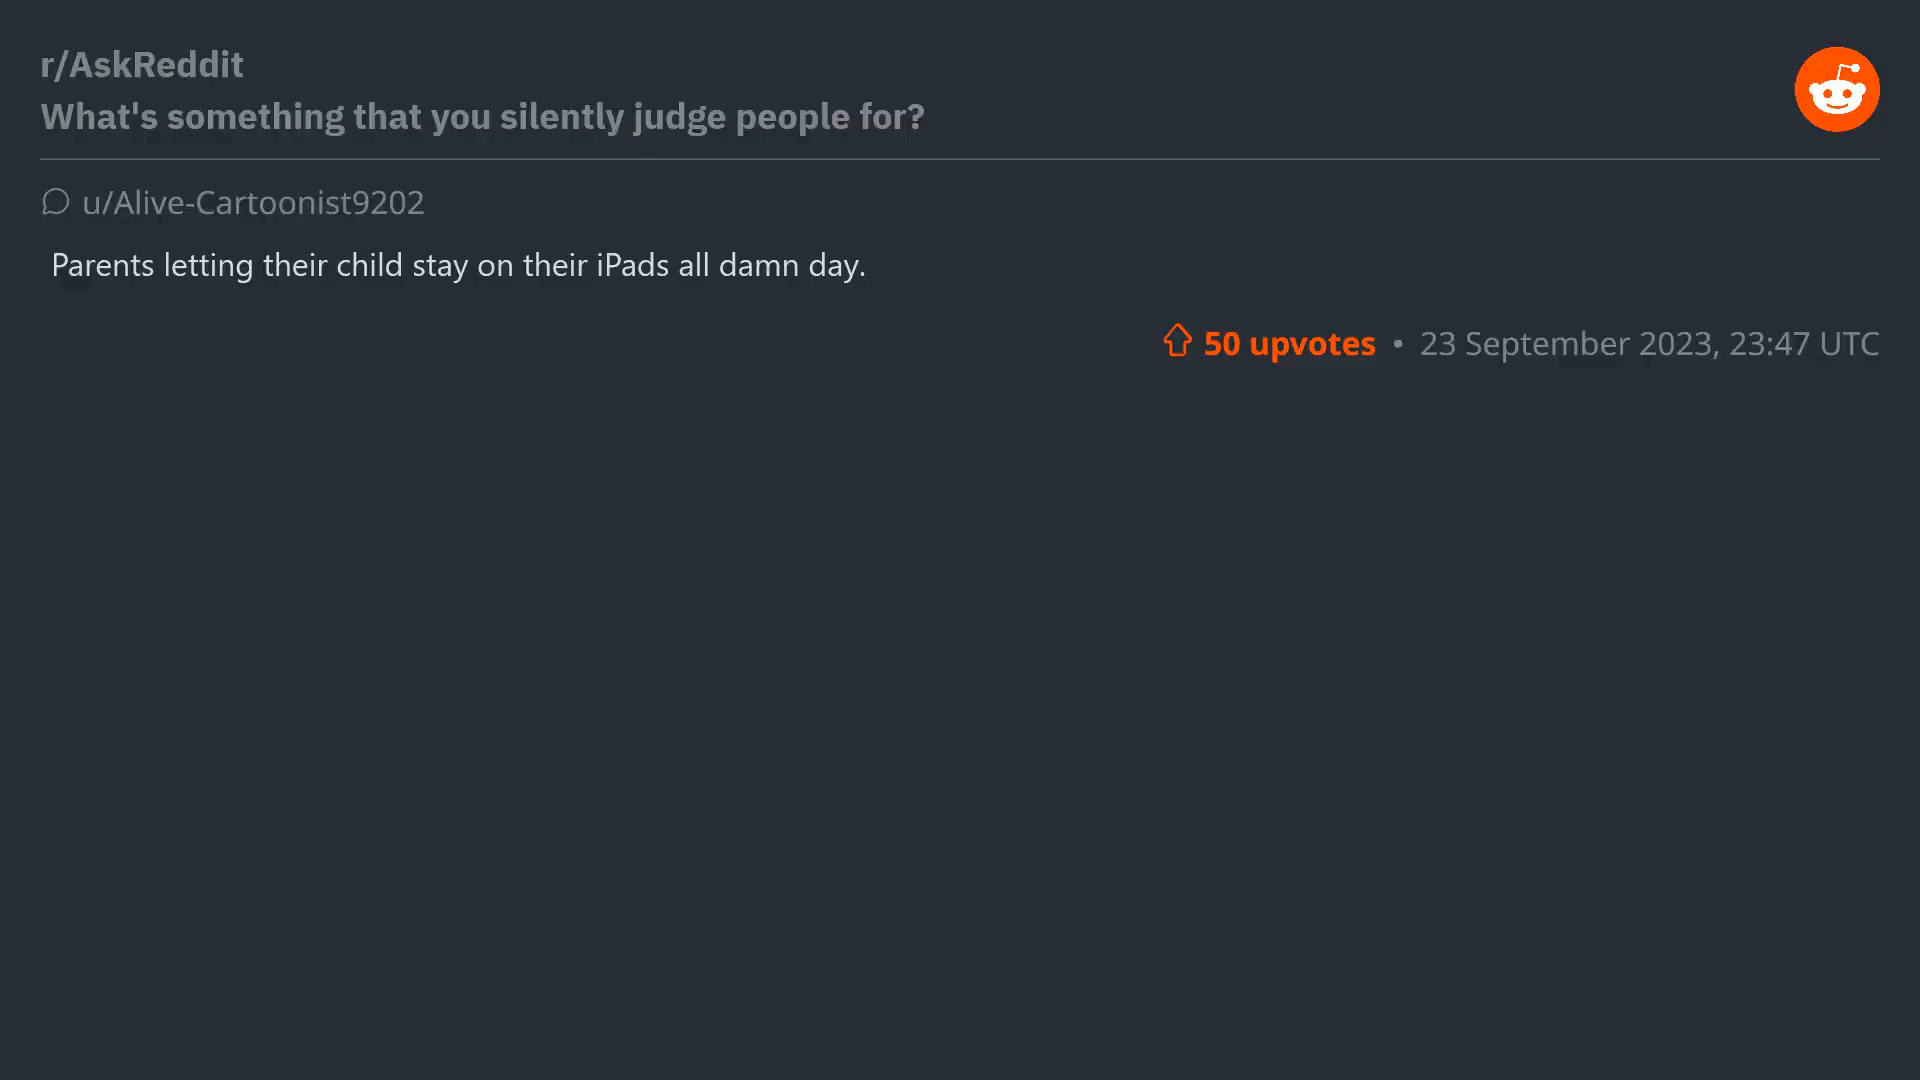 r/AskReddit
What's something that you silently judge people for?
u/Alive-Cartoonist9202
Parents letting their child stay on their iPads all damn day.
50 upvotes • 23 September 2023, 23:47 UTC